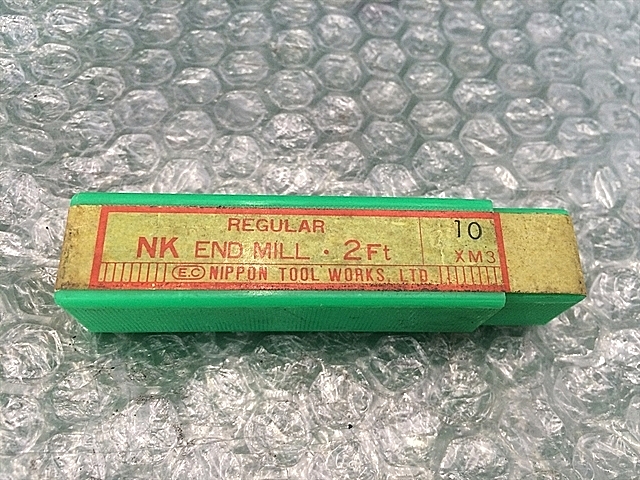 REGULAR
NK END MILL · 2Ft
E.C NIPPON TOOL WORKS. LTD.
10
XM3